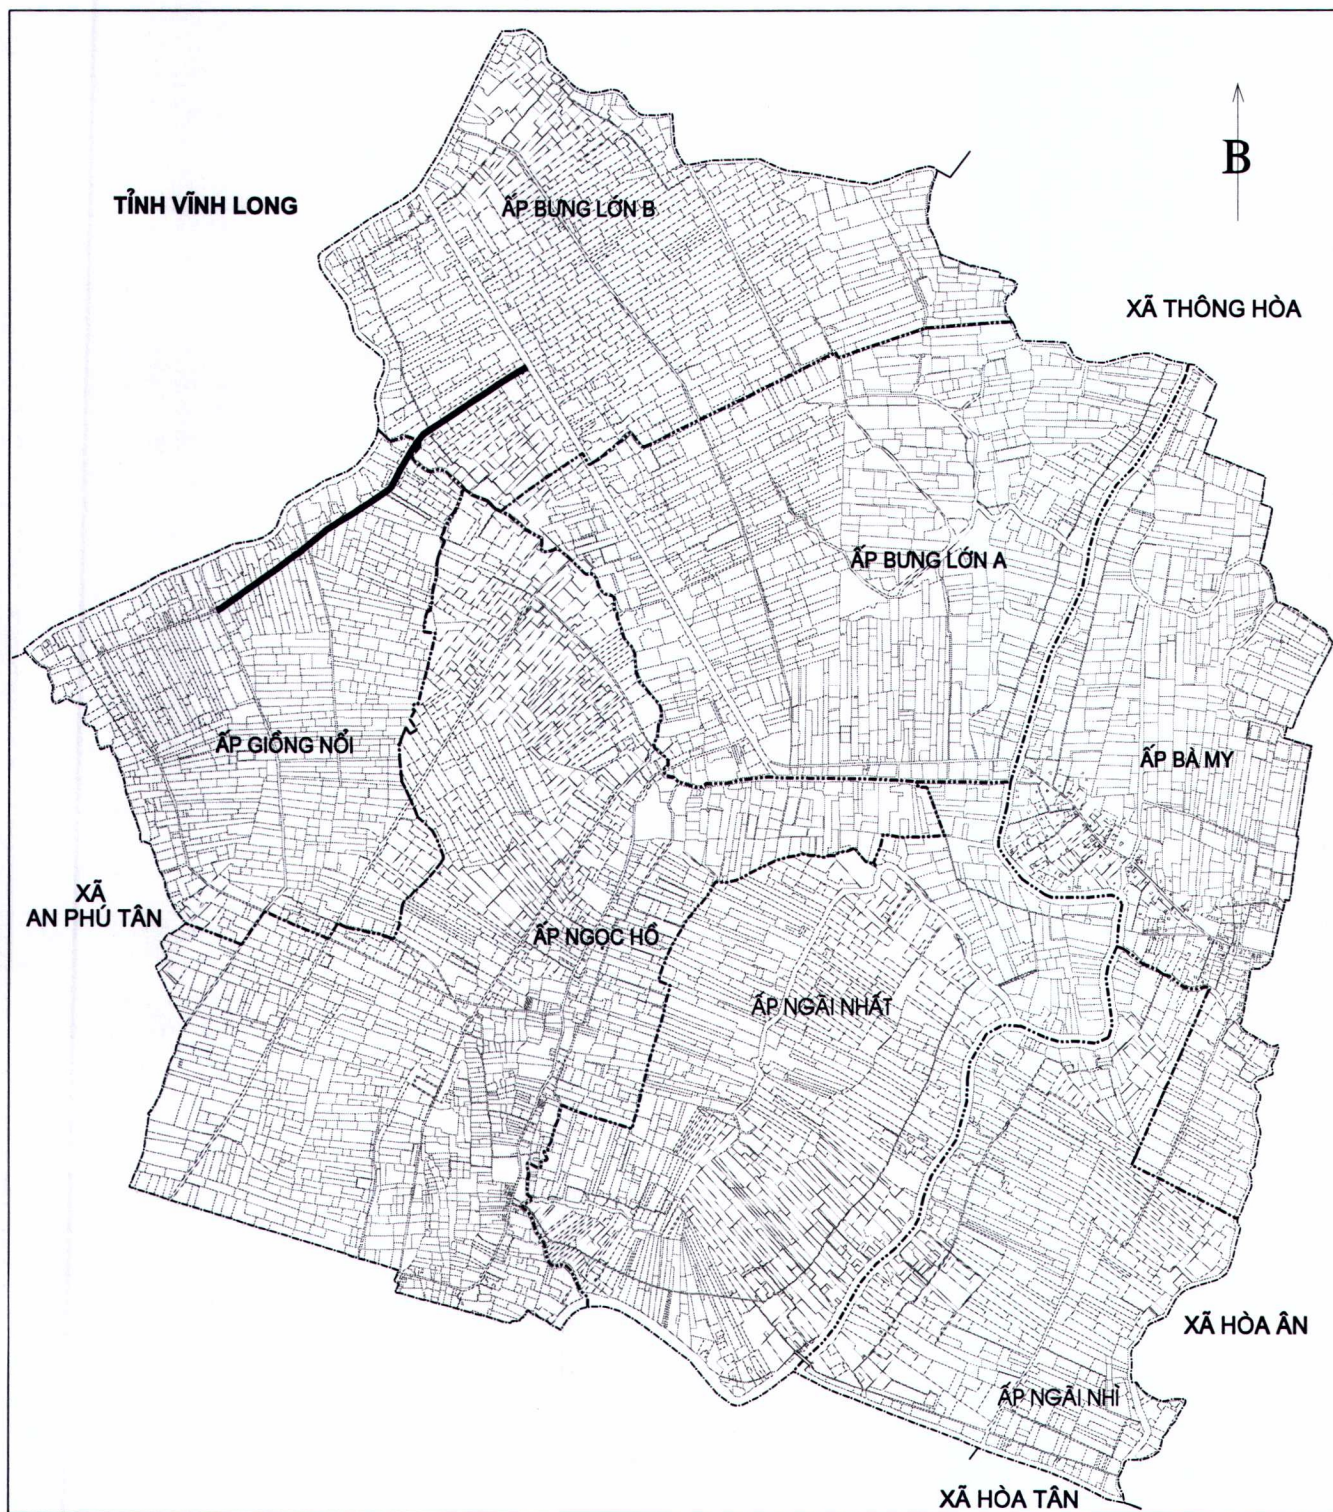 B
TỈNH VĨNH LONG
ẤP BƯNG LỚN B
XÃ THÔNG HÒA
ẤP BƯNG LỚN A
ẤP GIỒNG NỔI
ẤP BÀ MY
XÃ
AN PHÚ TÂN
ẤP NGỌC HỒ
ẤP NGÃI NHẤT
XÃ HÒA ÂN
ẤP NGÃI NHÌ
XÃ HÒA TÂN